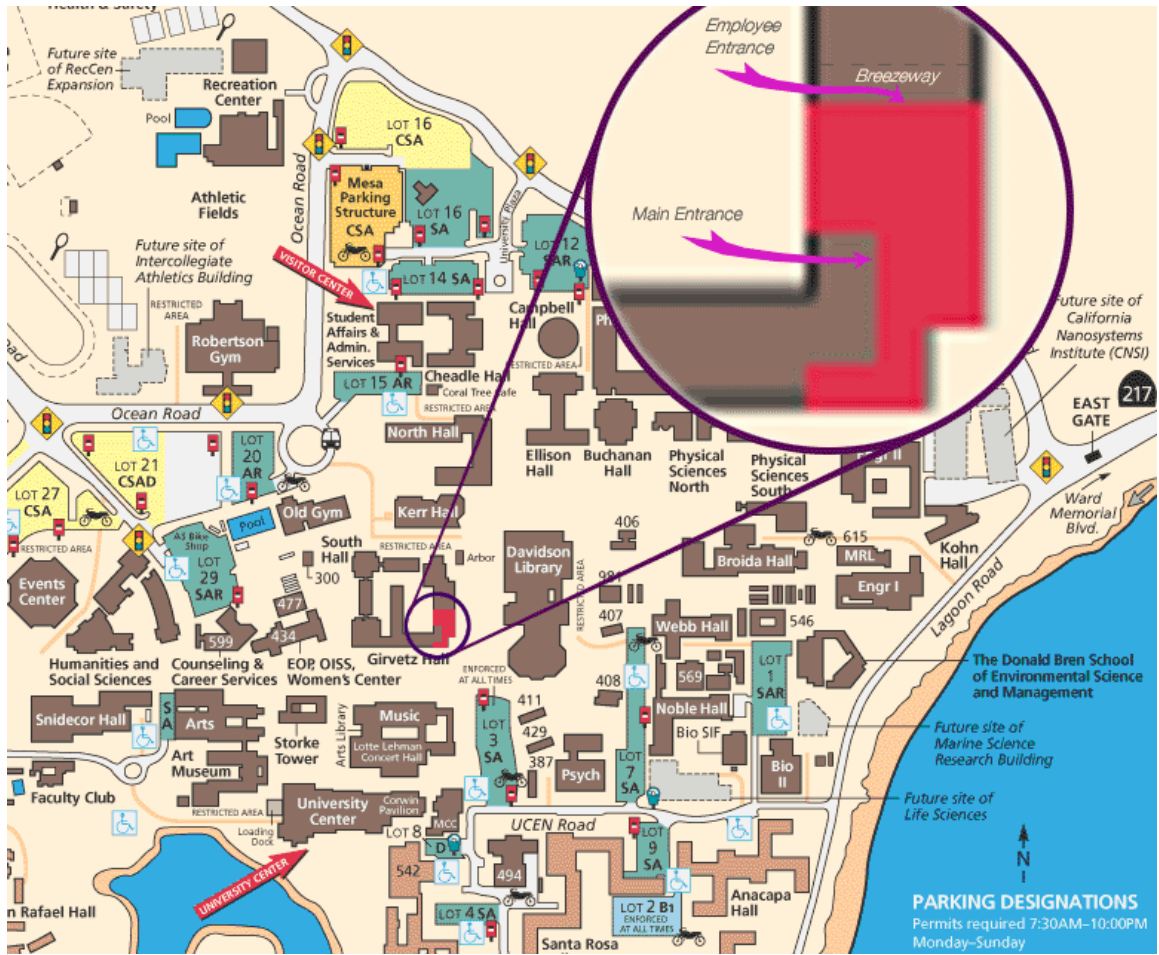 Health & Safety
Future site
of RecCen
Expansion
Recreation
Center
Pool
Athletic
Fields
Future site of
Intercollegiate
Athletics Building
RESTRICTED
AREA
Robertson
Gym
Ocean Road
Ocean Road
LOT 16
CSA
Mesa
Parking
Structure
CSA
LOT 16
SA
University Plaza
LOT 12
SAR
LOT 14 SA
VISITOR CENTER
Student
Affairs &
Admin.
Services
Cheadle Hall
Coral Tree Cafe
RESTRICTED AREA
LOT 15 AR
North Hall
Campbell
Hall
RESTRICTED AREA
Ellison
Hall
Buchanan
Hall
Physical
Sciences
North
Physical
Sciences
South
Employee
Entrance
Breezeway
Main Entrance
Future site of
California
Nanosystems
Institute (CNSI)
217
EAST
GATE
Ward
Memorial
Blvd.
Engr II
Kohn
Hall
Lagoon Road
LOT 21
CSAD
LOT
20
AR
LOT 27
CSA
RESTRICTED AREA
Pool
Old Gym
AS Bike
Shop
LOT
29
SAR
Events
Center
South
Hall
300
477
434
599
Kerr Hall
RESTRICTED AREA
Arbor
Girvetz Hall
Davidson
Library
RESTRICTED AREA
406
981
407
408
Broida Hall
615
MRL
Engr I
Webb Hall
546
569
Noble Hall
Bio SIF
LOT
1
SAR
Bio
II
The Donald Bren School
of Environmental Science
and Management
Future site of
Marine Science
Research Building
Future site of
Life Sciences
Humanities and
Social Sciences
Counseling &
Career Services
EOP, OISS,
Women's Center
ENFORCED
AT ALL TIMES
411
429
387
LOT
3
SA
Psych
LOT
7
SA
Snidecor Hall
S
A
Arts
Art
Museum
Storke
Tower
Arts Library
Music
Lotte Lehman
Concert Hall
Faculty Club
RESTRICTED AREA
Loading
Dock
University
Center
Corwin
Pavilion
MCC
UCEN Road
LOT 8
D
542
494
LOT
9
SA
LOT 4 SA
LOT 2 B1
ENFORCED
AT ALL TIMES
Anacapa
Hall
Santa Rosa
UNIVERSITY CENTER
n Rafael Hall
N
PARKING DESIGNATIONS
Permits required 7:30AM–10:00PM
Monday–Sunday